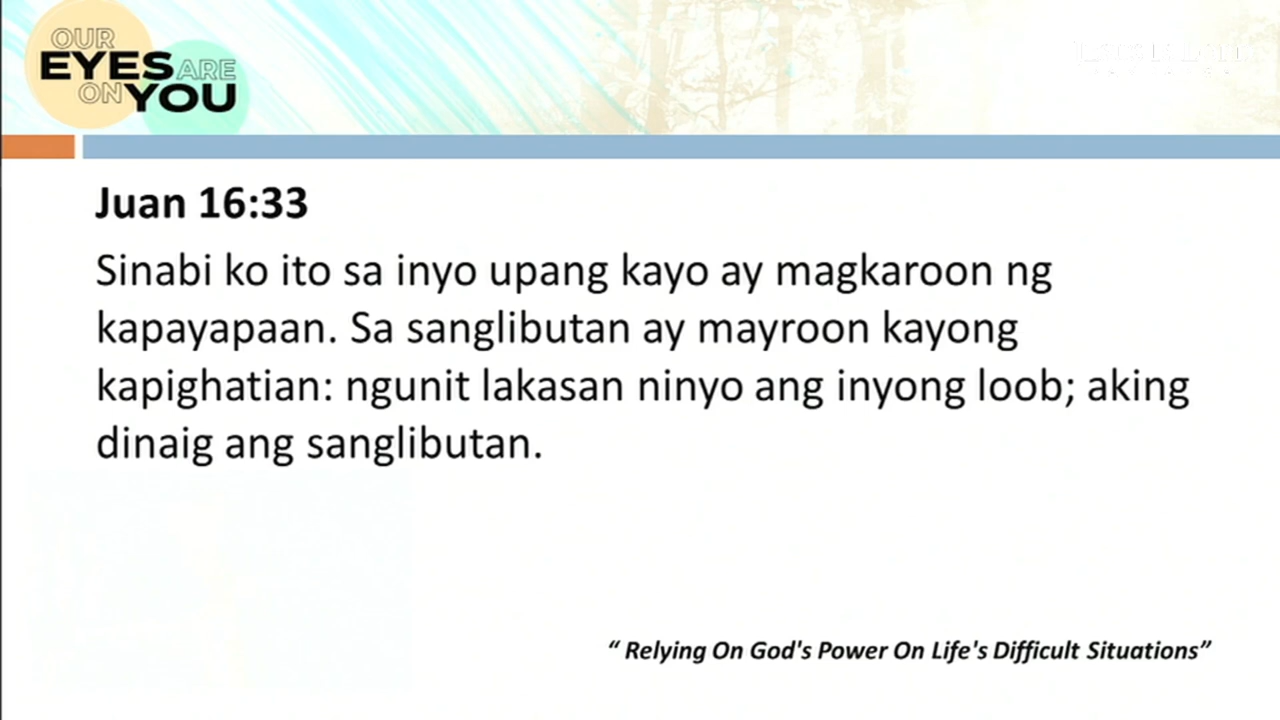 OUR
EYES ARE
ON YOU
Juan 16:33
Sinabi ko ito sa inyo upang kayo ay magkaroon ng
kapayapaan. Sa sanglibutan ay mayroon kayong
kapighatian: ngunit lakasan ninyo ang inyong loob; aking
dinaig ang sanglibutan.
“ Relying On God's Power On Life's Difficult Situations”